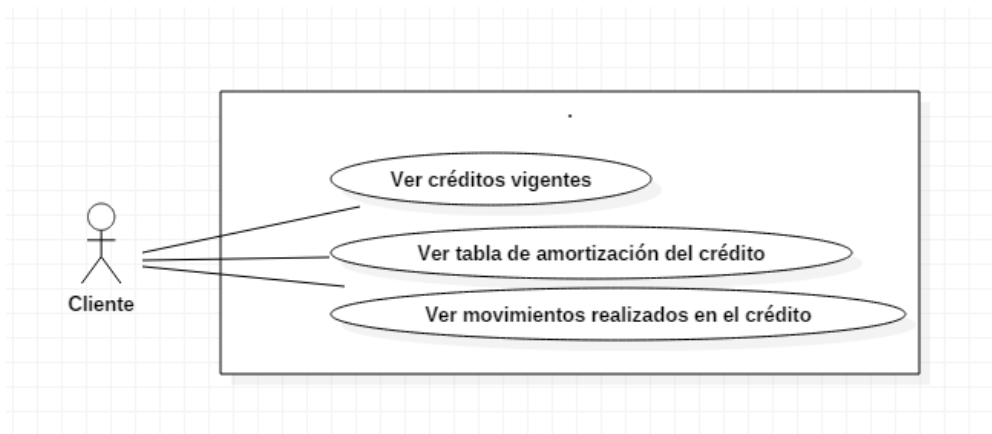 .
Ver créditos vigentes
Ver tabla de amortización del crédito
Cliente
Ver movimientos realizados en el crédito